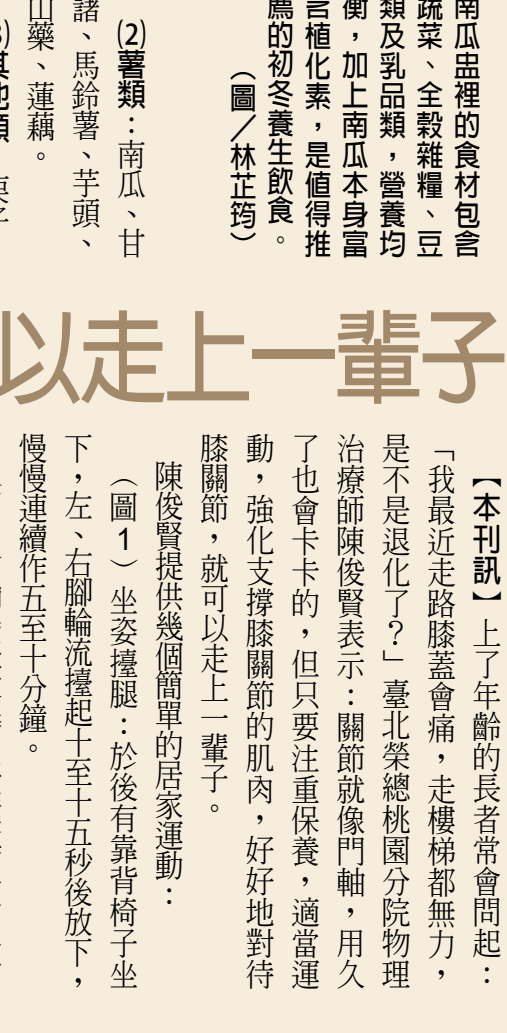 南瓜盅裡的食材包含
蔬菜、全穀雜糧、豆
類及乳品類，營養均
衡，加上南瓜本身富
含植化素，是值得推
薦的初冬養生飲食。
（圖／林芷筠）
(2)薯類：南瓜、甘
諸、馬鈴薯、芋頭、
山藥、蓮藕。
以走上一輩子
【本刊訊】上了年齡的長者常會問起：
「我最近走路膝蓋會痛，走樓梯都無力，
是不是退化了？」臺北榮總桃園分院物理
治療師陳俊賢表示：關節就像門軸，用久
了也會卡卡的，但只要注重保養，適當運
動，強化支撐膝關節的肌肉，好好地對待
膝關節，就可以走上一輩子。
陳俊賢提供幾個簡單的居家運動：
（圖1）坐姿擡腿：於後有靠背椅子坐
下，左、右腳輪流擡起十至十五秒後放下，
慢慢連續作五至十分鐘。